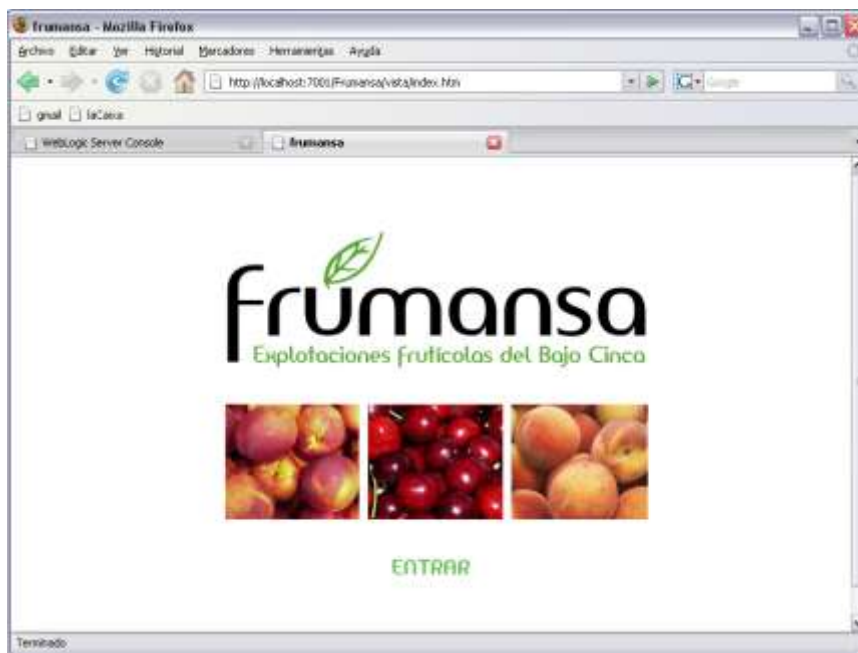 frumansa - Mozilla Firefox
Archivo Editar Ver Historial Marcadores Herramientas Ayuda
http://localhost:7001/Frumansa/vista/index.htm
Google
gmail laCaixa
WebLogic Server Console frumansa
frumansa
Explotaciones frutícolas del Bajo Cinca
ENTRAR
Terminado